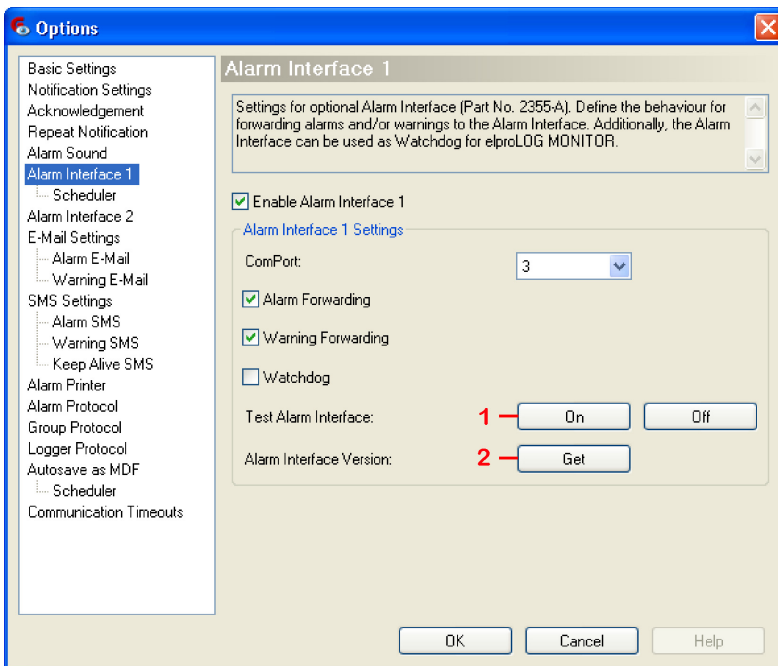 Options
Basic Settings
Notification Settings
Acknowledgement
Repeat Notification
Alarm Sound
Alarm Interface 1
Scheduler
Alarm Interface 2
E-Mail Settings
Alarm E-Mail
Warning E-Mail
SMS Settings
Alarm SMS
Warning SMS
Keep Alive SMS
Alarm Printer
Alarm Protocol
Group Protocol
Logger Protocol
Autosave as MDF
Scheduler
Communication Timeouts
Alarm Interface 1
Settings for optional Alarm Interface (Part No. 2355-A). Define the behaviour for
forwarding alarms and/or warnings to the Alarm Interface. Additionally, the Alarm
Interface can be used as Watchdog for elproLOG MONITOR.
Enable Alarm Interface 1
Alarm Interface 1 Settings
ComPort: 3
Alarm Forwarding
Warning Forwarding
Watchdog
Test Alarm Interface: 1 On Off
Alarm Interface Version: 2 Get
OK Cancel Help